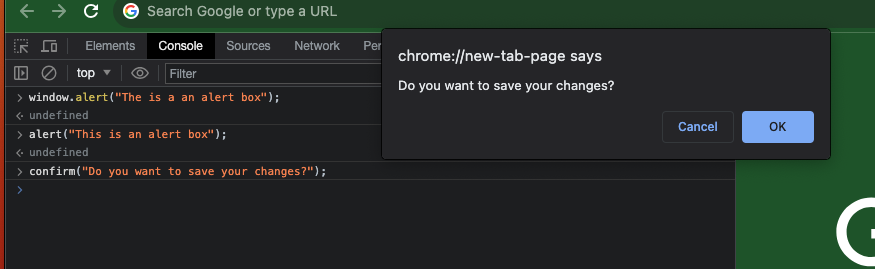 Search Google or type a URL
Elements Console Sources Network Per
top Filter
chrome://new-tab-page says
Do you want to save your changes?
Cancel OK
window.alert("The is a an alert box");
undefined
alert("This is an alert box");
undefined
confirm("Do you want to save your changes?");